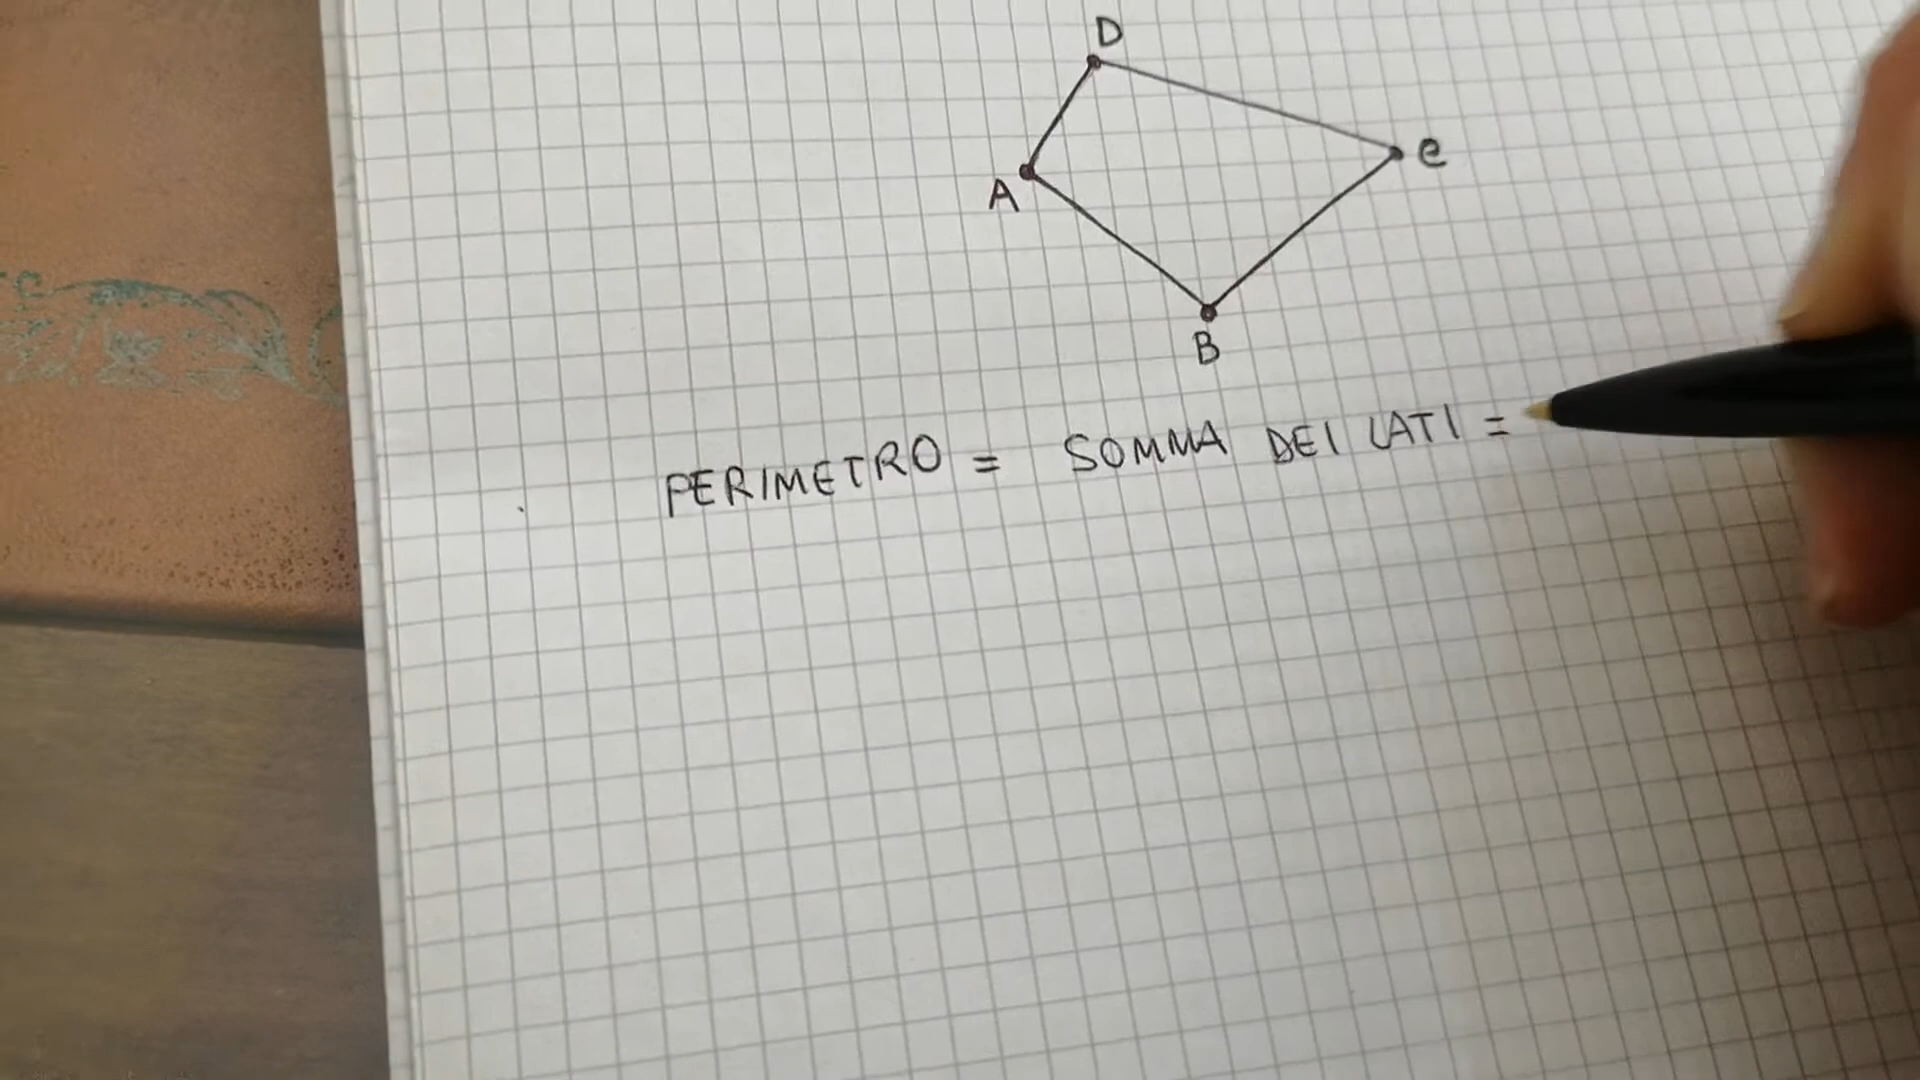 D
e
A
B
PERIMETRO = SOMMA DEI LATI =